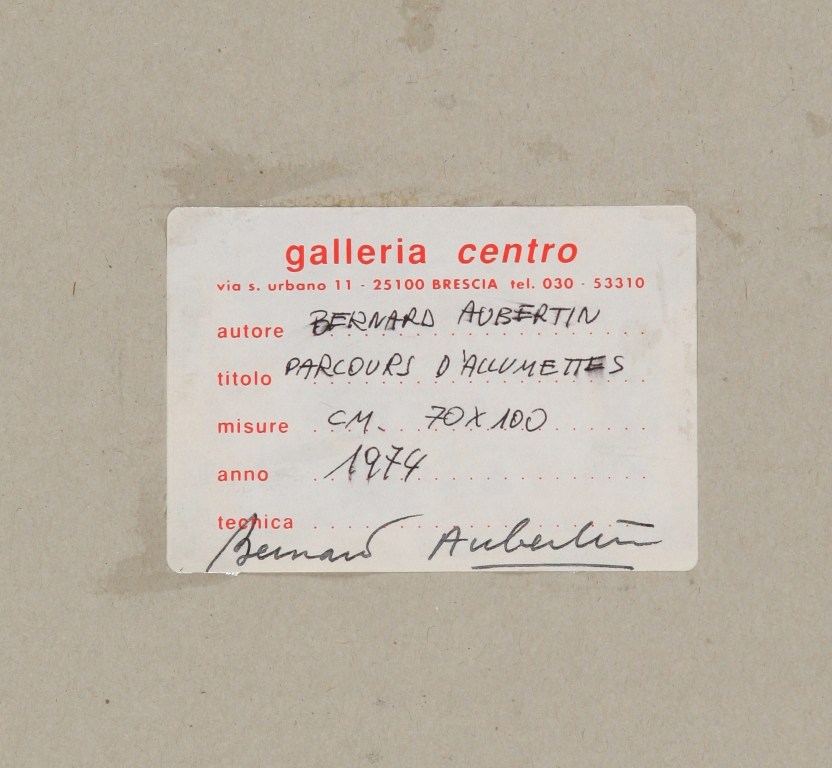 galleria centro
via s. urbano 11 - 25100 BRESCIA tel. 030 - 53310
autore BERNARD AUBERTIN
titolo PARCOURS D'ALLUMETTES
misure CM. 70X100
anno 1974
tecnica
Bernard Aubertin